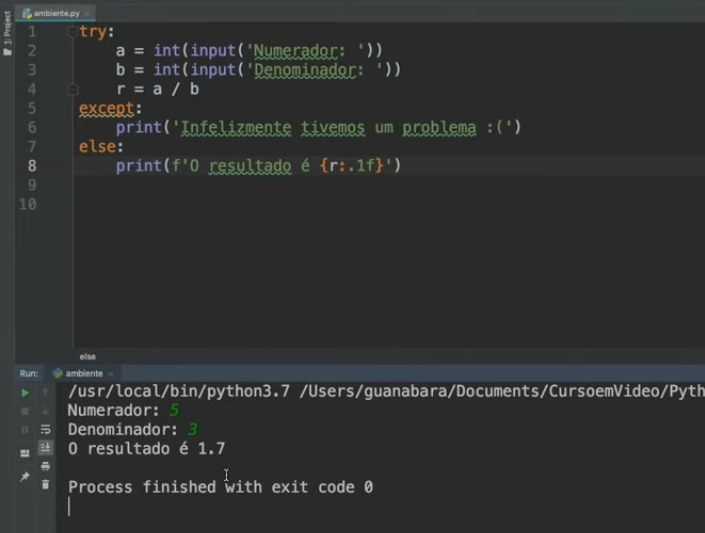 1: Project
ambiente.py
1 try:
2     a = int(input('Numerador: '))
3     b = int(input('Denominador: '))
4     r = a / b
5 except:
6     print('Infelizmente tivemos um problema :(')
7 else:
8     print(f'O resultado é {r:.1f}')
9
10
else
Run: ambiente
/usr/local/bin/python3.7 /Users/guanabara/Documents/CursoemVideo/Pyth
Numerador: 5
Denominador: 3
O resultado é 1.7
Process finished with exit code 0